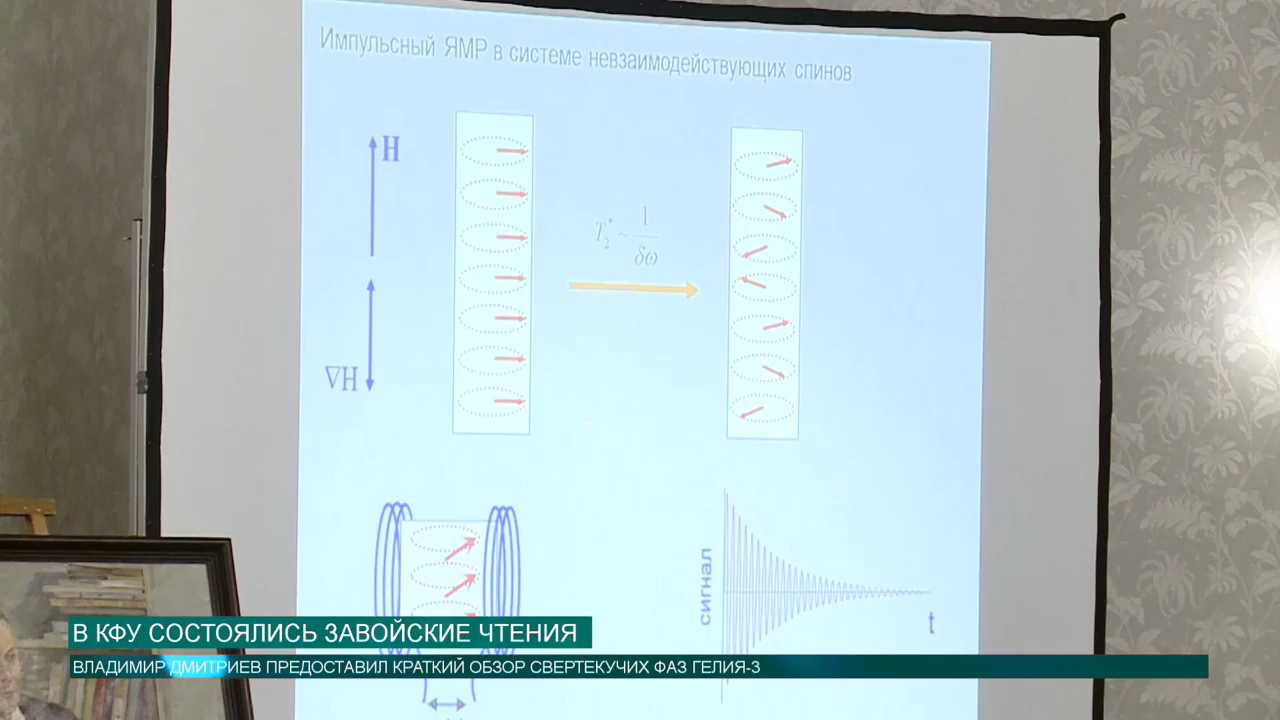 Импульсный ЯМР в системе невзаимодействующих спинов
H
T₂* ~ 1/δω
∇H
сигнал
t
В КФУ СОСТОЯЛИСЬ ЗАВОЙСКИЕ ЧТЕНИЯ
ВЛАДИМИР ДМИТРИЕВ ПРЕДОСТАВИЛ КРАТКИЙ ОБЗОР СВЕРТЕКУЧИХ ФАЗ ГЕЛИЯ-3